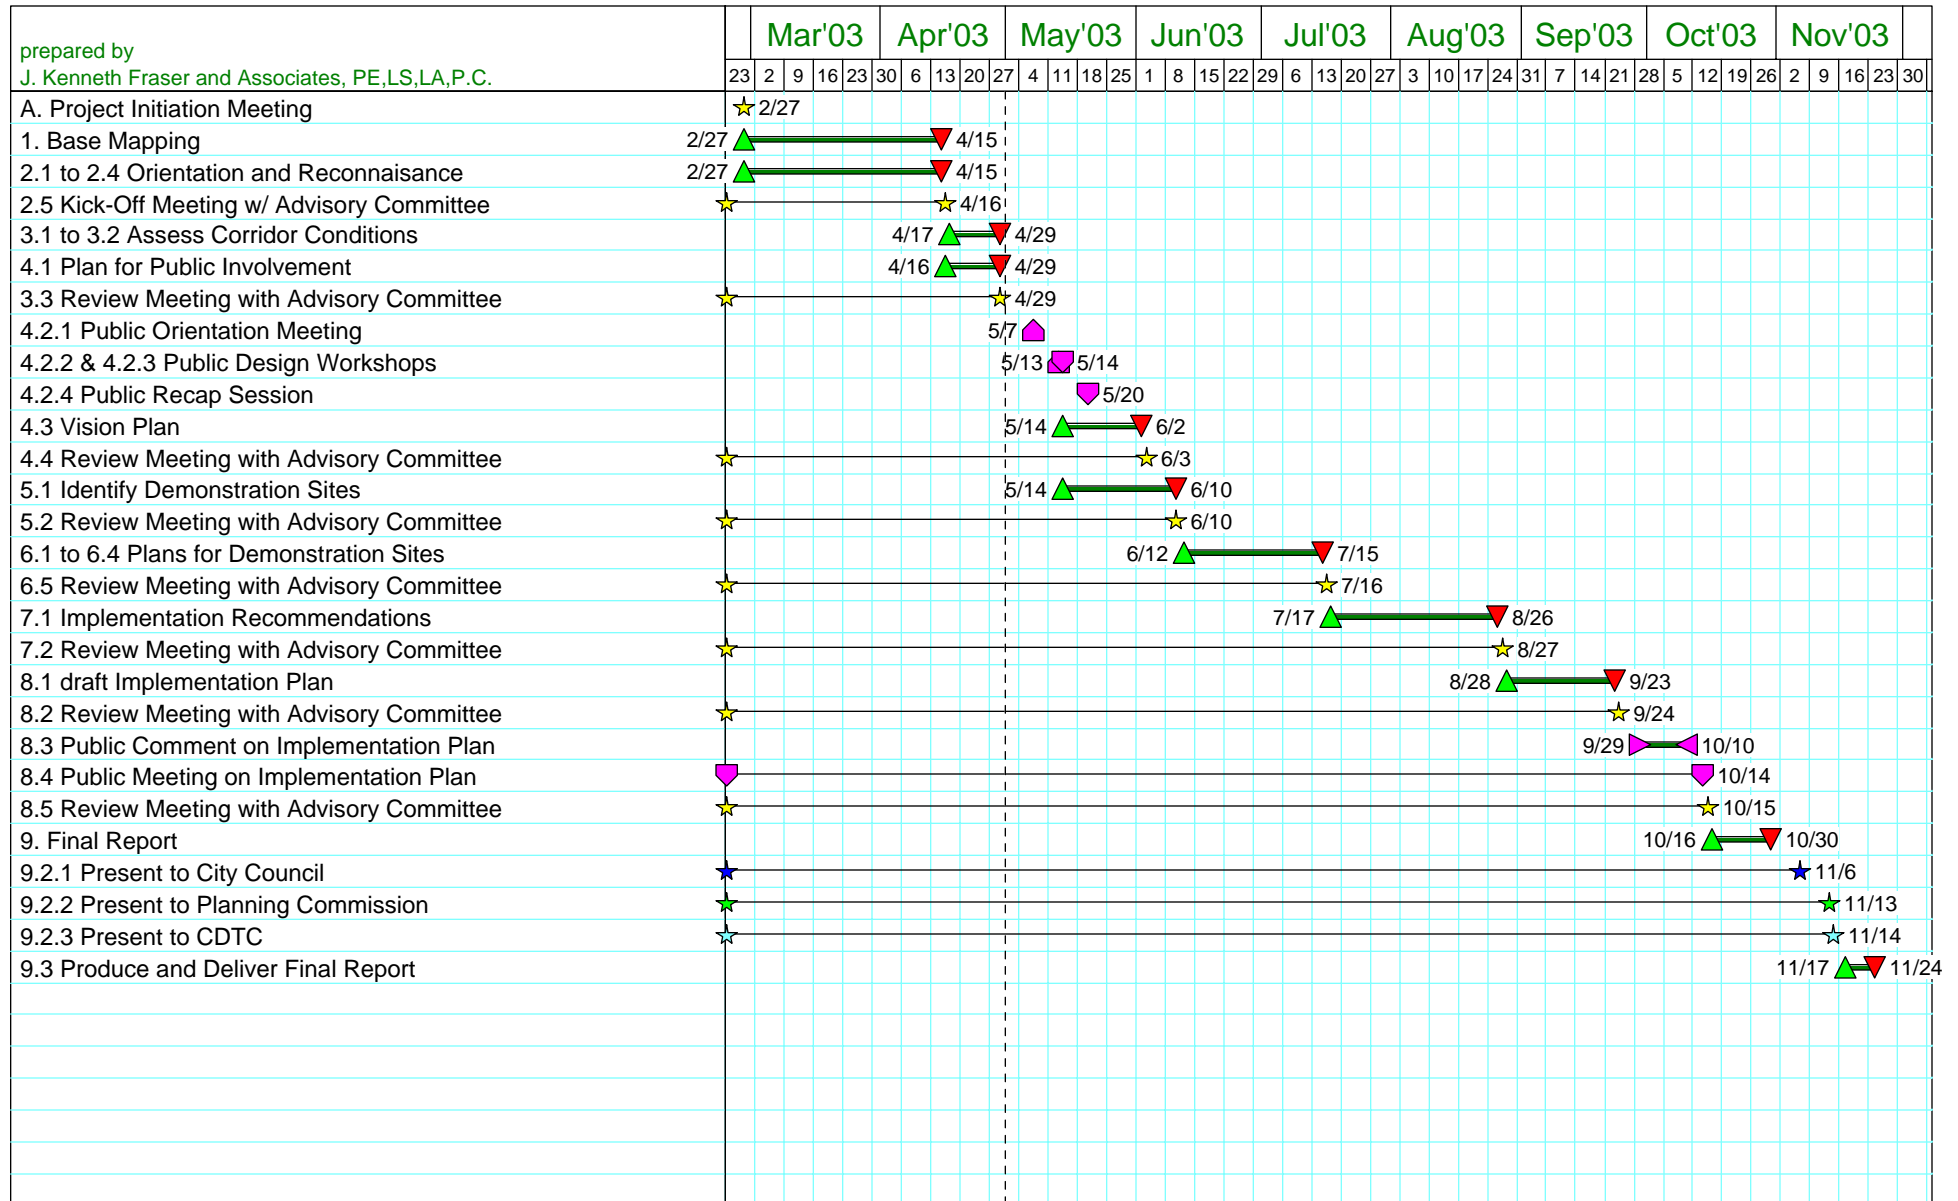 Mar'03 Apr'03 May'03 Jun'03 Jul'03 Aug'03 Sep'03 Oct'03 Nov'03
prepared by
J. Kenneth Fraser and Associates, PE,LS,LA,P.C.
23 2 9 16 23 30 6 13 20 27 4 11 18 25 1 8 15 22 29 6 13 20 27 3 10 17 24 31 7 14 21 28 5 12 19 26 2 9 16 23 30
A. Project Initiation Meeting 2/27
1. Base Mapping 2/27 4/15
2.1 to 2.4 Orientation and Reconnaisance 2/27 4/15
2.5 Kick-Off Meeting w/ Advisory Committee 4/16
3.1 to 3.2 Assess Corridor Conditions 4/17 4/29
4.1 Plan for Public Involvement 4/16 4/29
3.3 Review Meeting with Advisory Committee 4/29
4.2.1 Public Orientation Meeting 5/7
4.2.2 & 4.2.3 Public Design Workshops 5/13 5/14
4.2.4 Public Recap Session 5/20
4.3 Vision Plan 5/14 6/2
4.4 Review Meeting with Advisory Committee 6/3
5.1 Identify Demonstration Sites 5/14 6/10
5.2 Review Meeting with Advisory Committee 6/10
6.1 to 6.4 Plans for Demonstration Sites 6/12 7/15
6.5 Review Meeting with Advisory Committee 7/16
7.1 Implementation Recommendations 7/17 8/26
7.2 Review Meeting with Advisory Committee 8/27
8.1 draft Implementation Plan 8/28 9/23
8.2 Review Meeting with Advisory Committee 9/24
8.3 Public Comment on Implementation Plan 9/29 10/10
8.4 Public Meeting on Implementation Plan 10/14
8.5 Review Meeting with Advisory Committee 10/15
9. Final Report 10/16 10/30
9.2.1 Present to City Council 11/6
9.2.2 Present to Planning Commission 11/13
9.2.3 Present to CDTC 11/14
9.3 Produce and Deliver Final Report 11/17 11/24